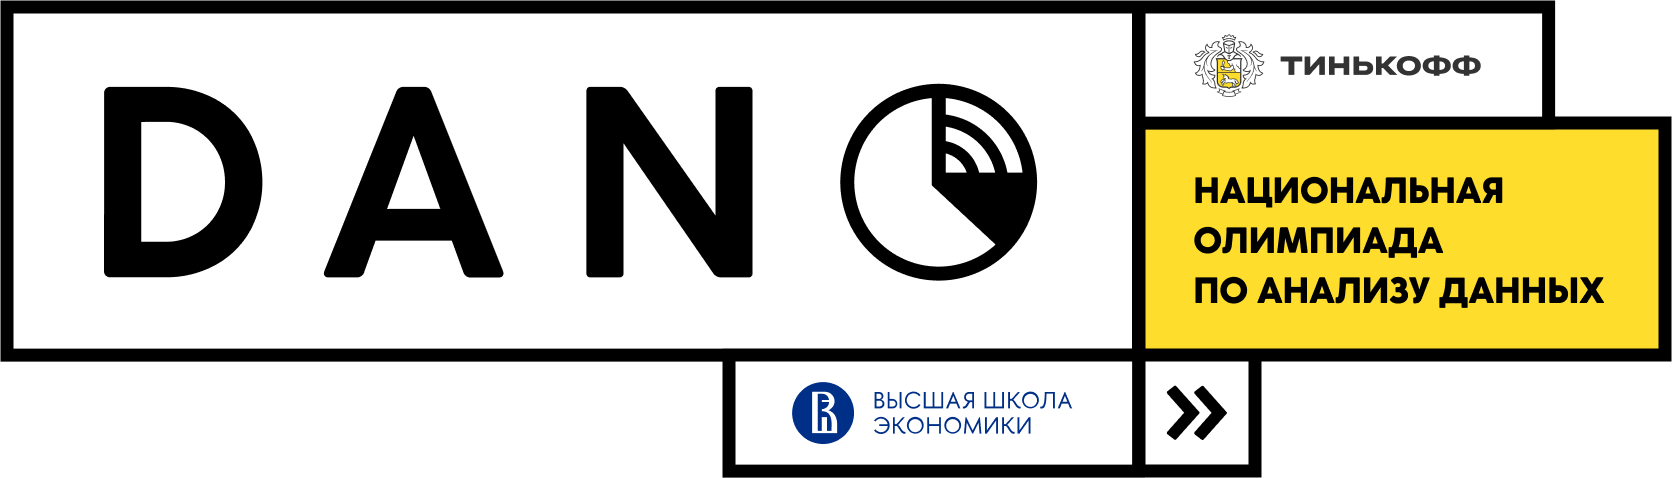 DANO
ТИНЬКОФФ
НАЦИОНАЛЬНАЯ
ОЛИМПИАДА
ПО АНАЛИЗУ ДАННЫХ
ВЫСШАЯ ШКОЛА
ЭКОНОМИКИ